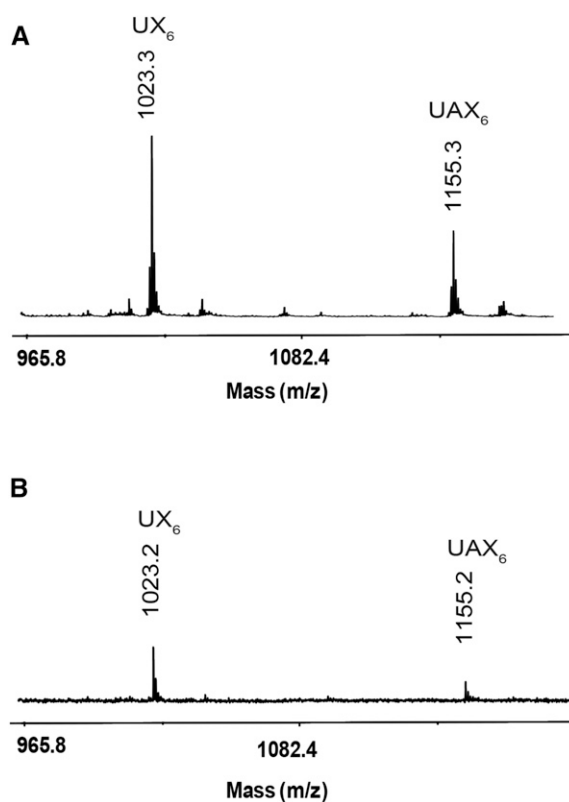 A
UX₆
1023.3
UAX₆
1155.3
965.8 1082.4
Mass (m/z)
B
UX₆
1023.2
UAX₆
1155.2
965.8 1082.4
Mass (m/z)